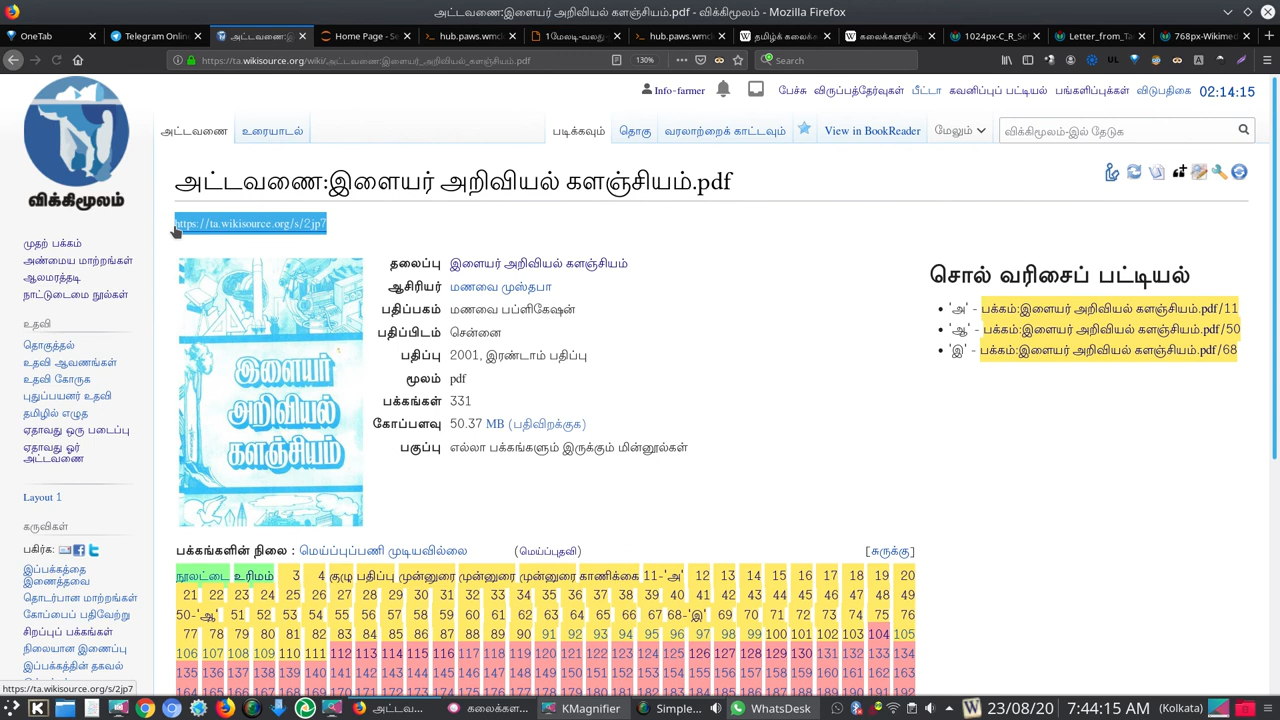 அட்டவணை:இளையர் அறிவியல் களஞ்சியம்.pdf - விக்கிமூலம் - Mozilla Firefox
OneTab
Telegram Onlin
அட்டவணை:இ
Home Page - Se
hub.paws.wmcl
1மேலடி-வலது-
hub.paws.wmc
தமிழ்க் கலைக்
கலைக்களஞ்சி
1024px-C_R_Se
Letter_from_Ta
768px-Wikimed
https://ta.wikisource.org/wiki/அட்டவணை:இளையர்_அறிவியல்_களஞ்சியம்.pdf
130%
Search
Info-farmer பேச்சு விருப்பத்தேர்வுகள் பீட்டா கவனிப்புப் பட்டியல் பங்களிப்புக்கள் விடுபதிகை 02:14:15
அட்டவணை உரையாடல் படிக்கவும் தொகு வரலாற்றைக் காட்டவும் View in BookReader மேலும் விக்கிமூலம்-இல் தேடுக
விக்கிமூலம்
முதற் பக்கம்
அண்மைய மாற்றங்கள்
ஆலமரத்தடி
நாட்டுடைமை நூல்கள்
உதவி
தொகுத்தல்
உதவி ஆவணங்கள்
உதவி கோருக
புதுப்பயனர் உதவி
தமிழில் எழுத
ஏதாவது ஒரு படைப்பு
ஏதாவது ஓர்
அட்டவணை
Layout 1
கருவிகள்
பகிர்க:
இப்பக்கத்தை
இணைத்தவை
தொடர்பான மாற்றங்கள்
கோப்பைப் பதிவேற்று
சிறப்புப் பக்கங்கள்
நிலையான இணைப்பு
இப்பக்கத்தின் தகவல்
அட்டவணை:இளையர் அறிவியல் களஞ்சியம்.pdf
https://ta.wikisource.org/s/2jp7
இளையர்
அறிவியல்
களஞ்சியம்
தலைப்பு இளையர் அறிவியல் களஞ்சியம்
ஆசிரியர் மணவை முஸ்தபா
பதிப்பகம் மணவை பப்ளிகேஷன்
பதிப்பிடம் சென்னை
பதிப்பு 2001, இரண்டாம் பதிப்பு
மூலம் pdf
பக்கங்கள் 331
கோப்பளவு 50.37 MB (பதிவிறக்குக)
பகுப்பு எல்லா பக்கங்களும் இருக்கும் மின்னூல்கள்
சொல் வரிசைப் பட்டியல்
'அ' - பக்கம்:இளையர் அறிவியல் களஞ்சியம்.pdf/11
'ஆ' - பக்கம்:இளையர் அறிவியல் களஞ்சியம்.pdf/50
'இ' - பக்கம்:இளையர் அறிவியல் களஞ்சியம்.pdf/68
பக்கங்களின் நிலை : மெய்ப்புப்பணி முடியவில்லை (மெய்ப்புதவி) [சுருக்கு]
நூலட்டை உரிமம் 3 4 குழு பதிப்பு முன்னுரை முன்னுரை முன்னுரை காணிக்கை 11-'அ' 12 13 14 15 16 17 18 19 20
21 22 23 24 25 26 27 28 29 30 31 32 33 34 35 36 37 38 39 40 41 42 43 44 45 46 47 48 49
50-'ஆ' 51 52 53 54 55 56 57 58 59 60 61 62 63 64 65 66 67 68-'இ' 69 70 71 72 73 74 75 76
77 78 79 80 81 82 83 84 85 86 87 88 89 90 91 92 93 94 95 96 97 98 99 100 101 102 103 104 105
106 107 108 109 110 111 112 113 114 115 116 117 118 119 120 121 122 123 124 125 126 127 128 129 130 131 132 133 134
135 136 137 138 139 140 141 142 143 144 145 146 147 148 149 150 151 152 153 154 155 156 157 158 159 160 161 162 163
https://ta.wikisource.org/s/2jp7
அட்டவ... கலைக்கள... KMagnifier Simple... WhatsDesk 23/08/20 7:44:15 AM (Kolkata)